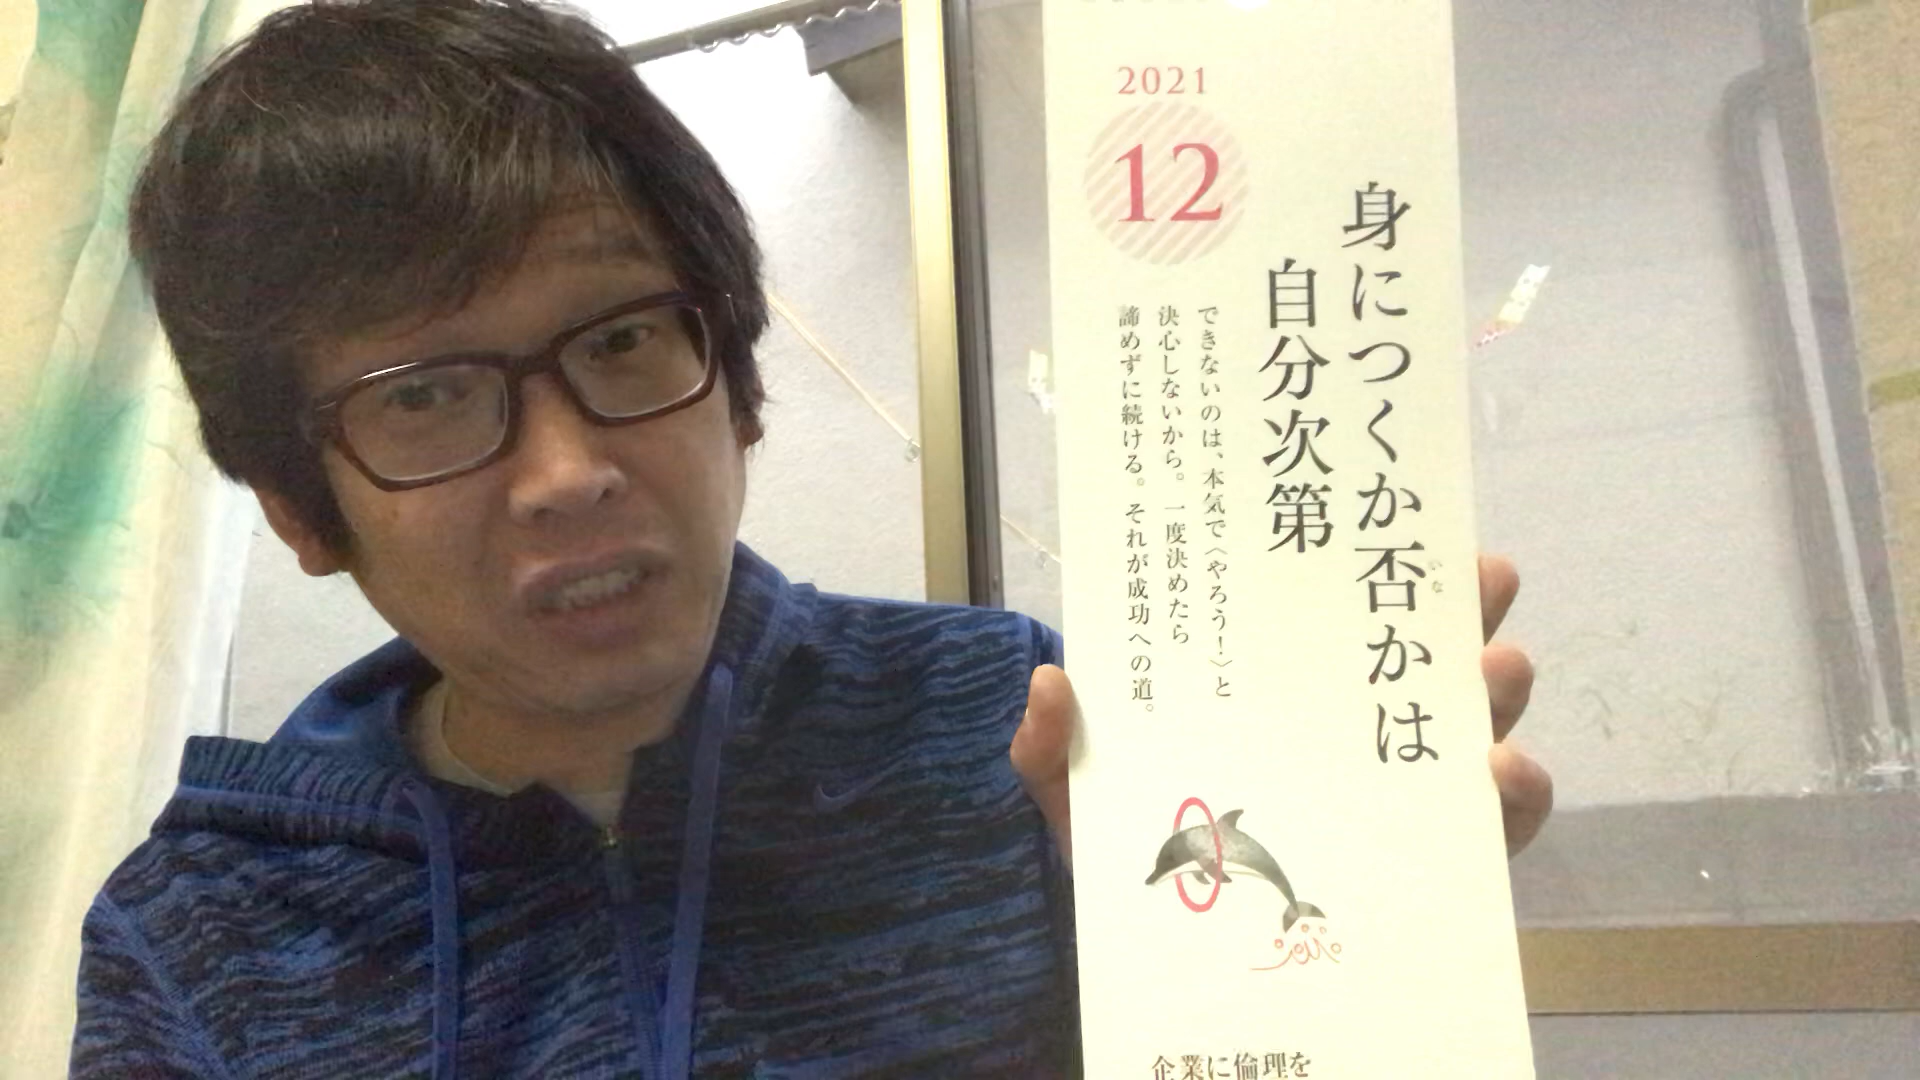 2021
12
身につくか否かは
いな
自分次第
できないのは、本気で〈やろう！〉と
決心しないから。一度決めたら
諦めずに続ける。それが成功への道。
企業に倫理を